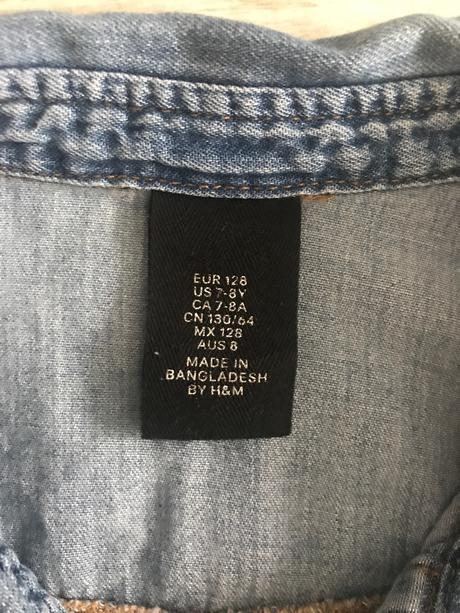 EUR 128
US 7-8Y
CA 7-8A
CN 130/64
MX 128
AUS 8
MADE IN
BANGLADESH
BY H&M